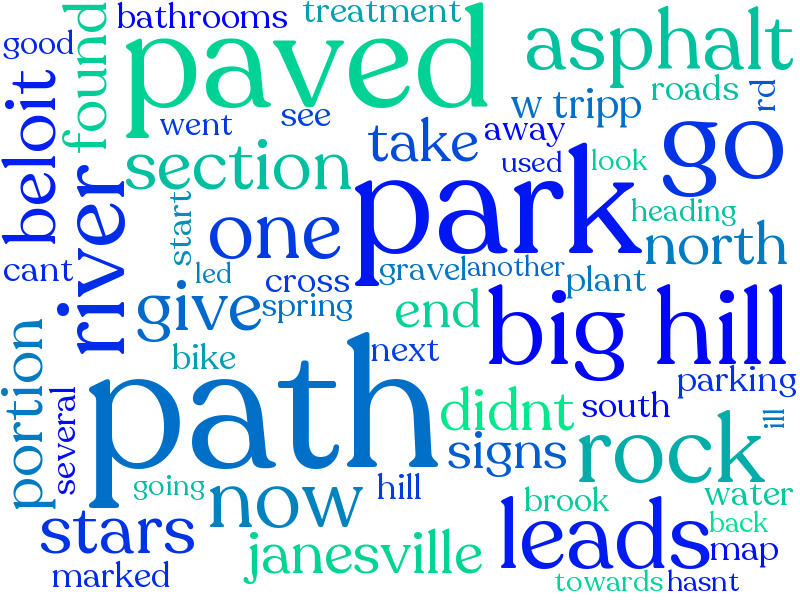 bathrooms treatment
good
paved
asphalt
found
beloit
went
see
w tripp
roads
rd
take
away
used
look
go
section
river
start
one
park
heading
north
cant
led
cross
gravel
another
plant
give
spring
end
big hill
bike
next
parking
portion
several
path
didnt
south
ill
signs
rock
going
now
hill
brook
water
stars
janesville
leads
back
map
marked
towards
hasnt